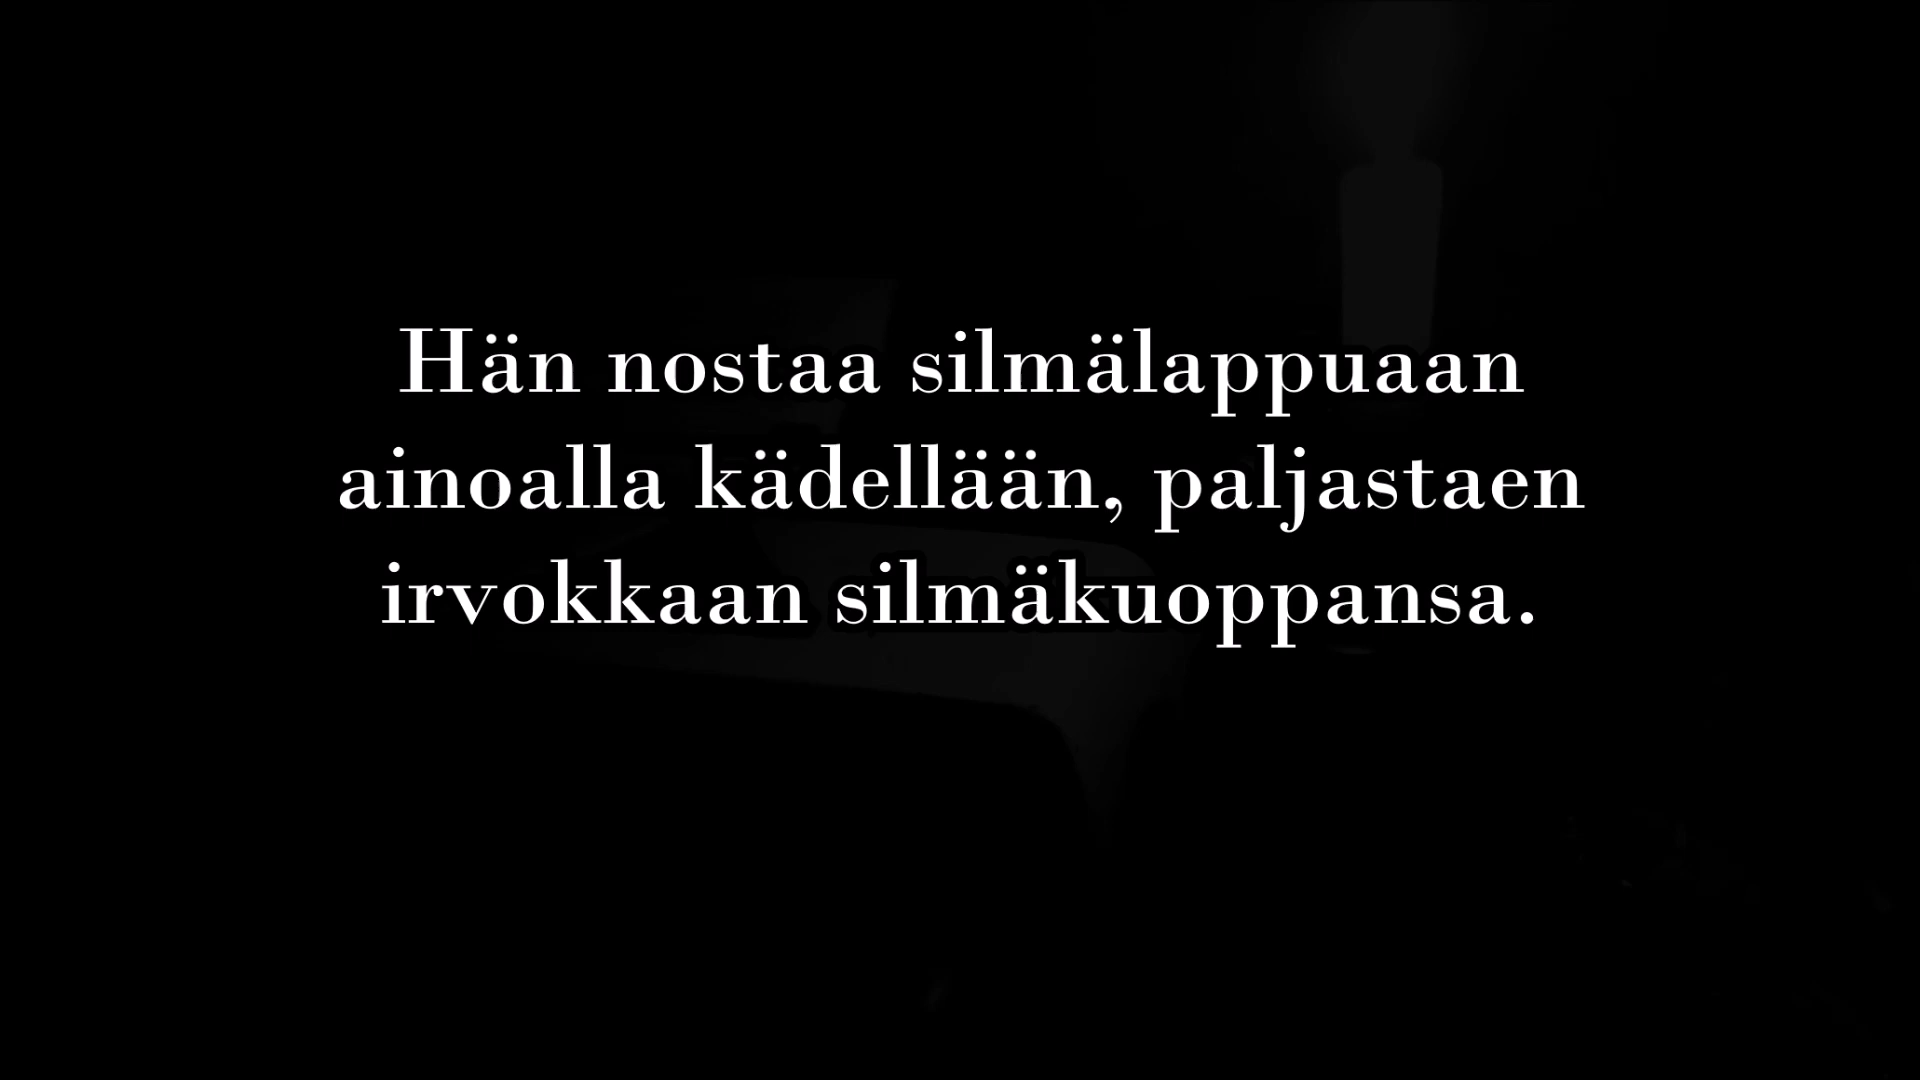 Hän nostaa silmälappuaan
ainoalla kädellään, paljastaen
irvokkaan silmäkuoppansa.